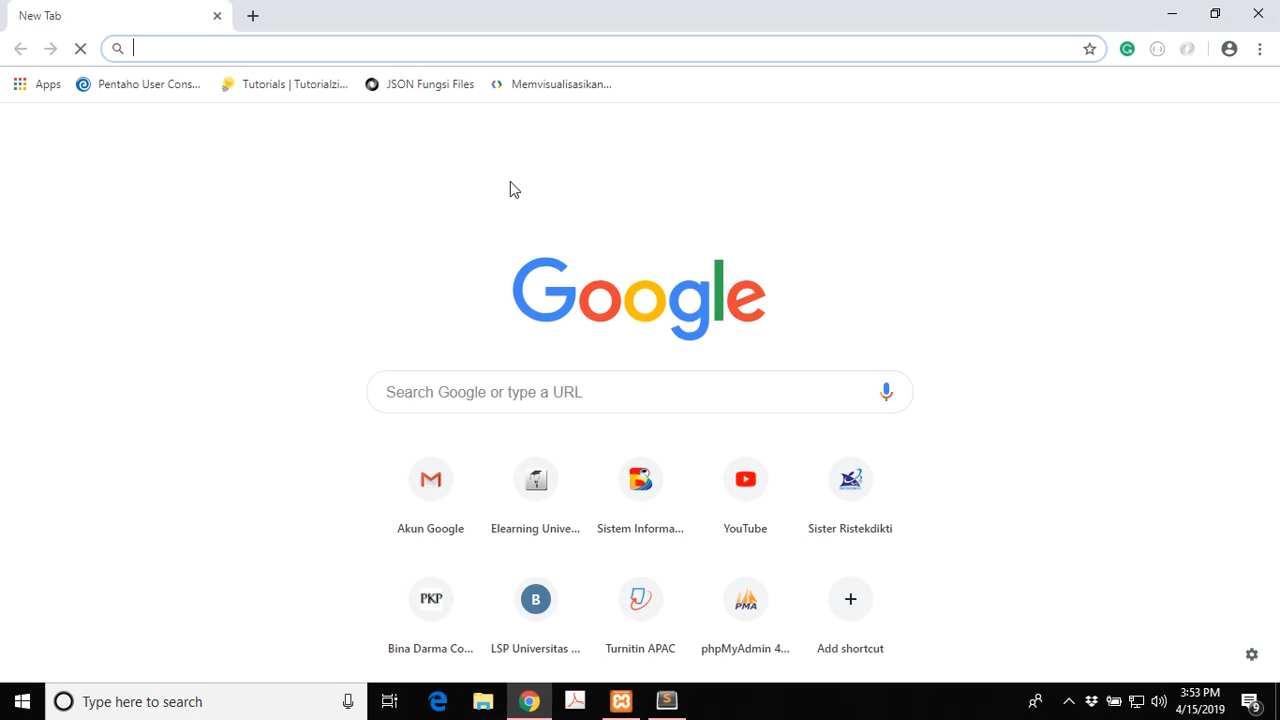 New Tab
Apps Pentaho User Cons... Tutorials | Tutorialzi... JSON Fungsi Files Memvisualisasikan...
Google
Search Google or type a URL
Akun Google Elearning Unive... Sistem Informa... YouTube Sister Ristekdikti
PKP B PMA
Bina Darma Co... LSP Universitas ... Turnitin APAC phpMyAdmin 4... Add shortcut
Type here to search
3:53 PM
4/15/2019
9